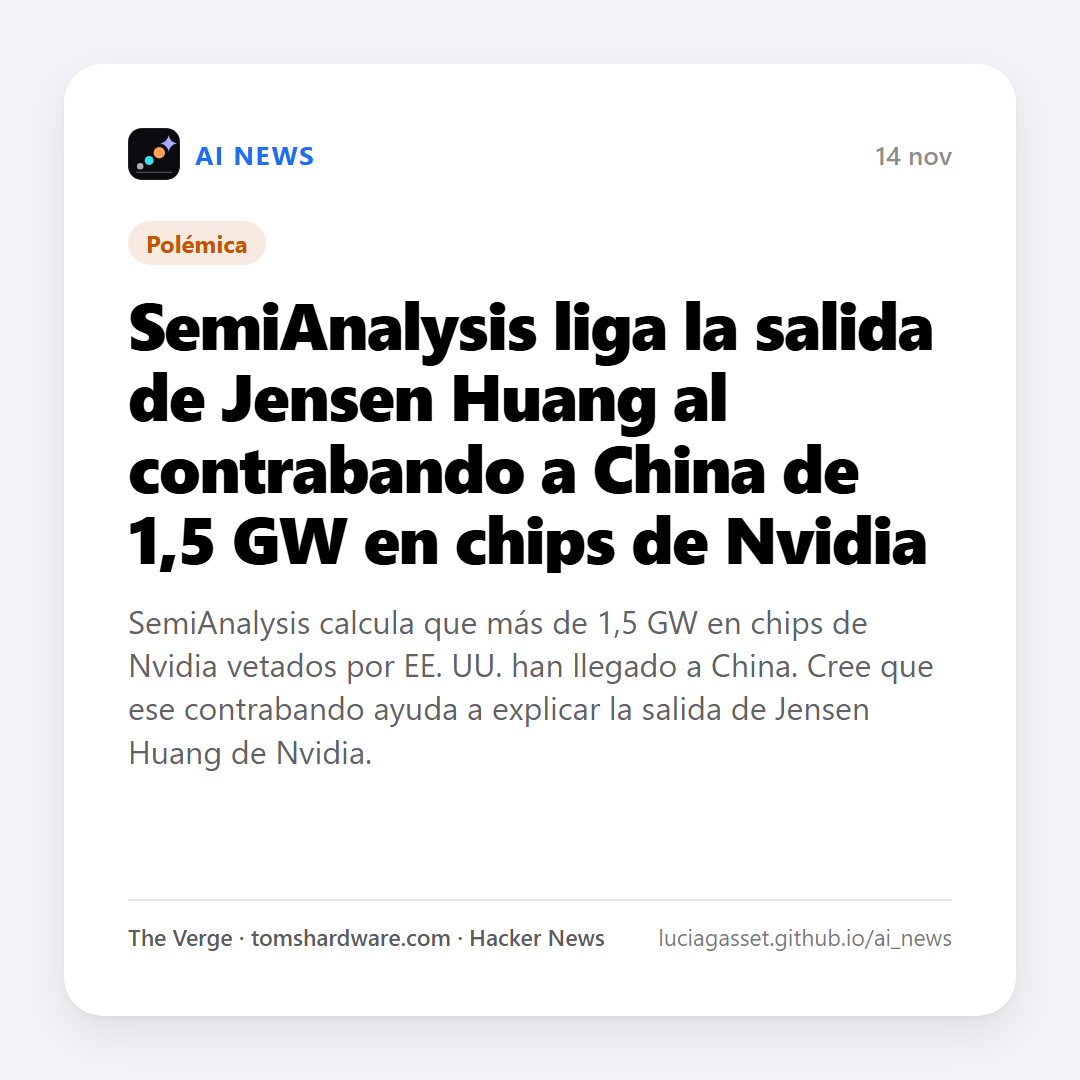 AI NEWS
14 nov
Polémica
SemiAnalysis liga la salida
de Jensen Huang al
contrabando a China de
1,5 GW en chips de Nvidia
SemiAnalysis calcula que más de 1,5 GW en chips de
Nvidia vetados por EE. UU. han llegado a China. Cree que
ese contrabando ayuda a explicar la salida de Jensen
Huang de Nvidia.
The Verge · tomshardware.com · Hacker News
luciagasset.github.io/ai_news